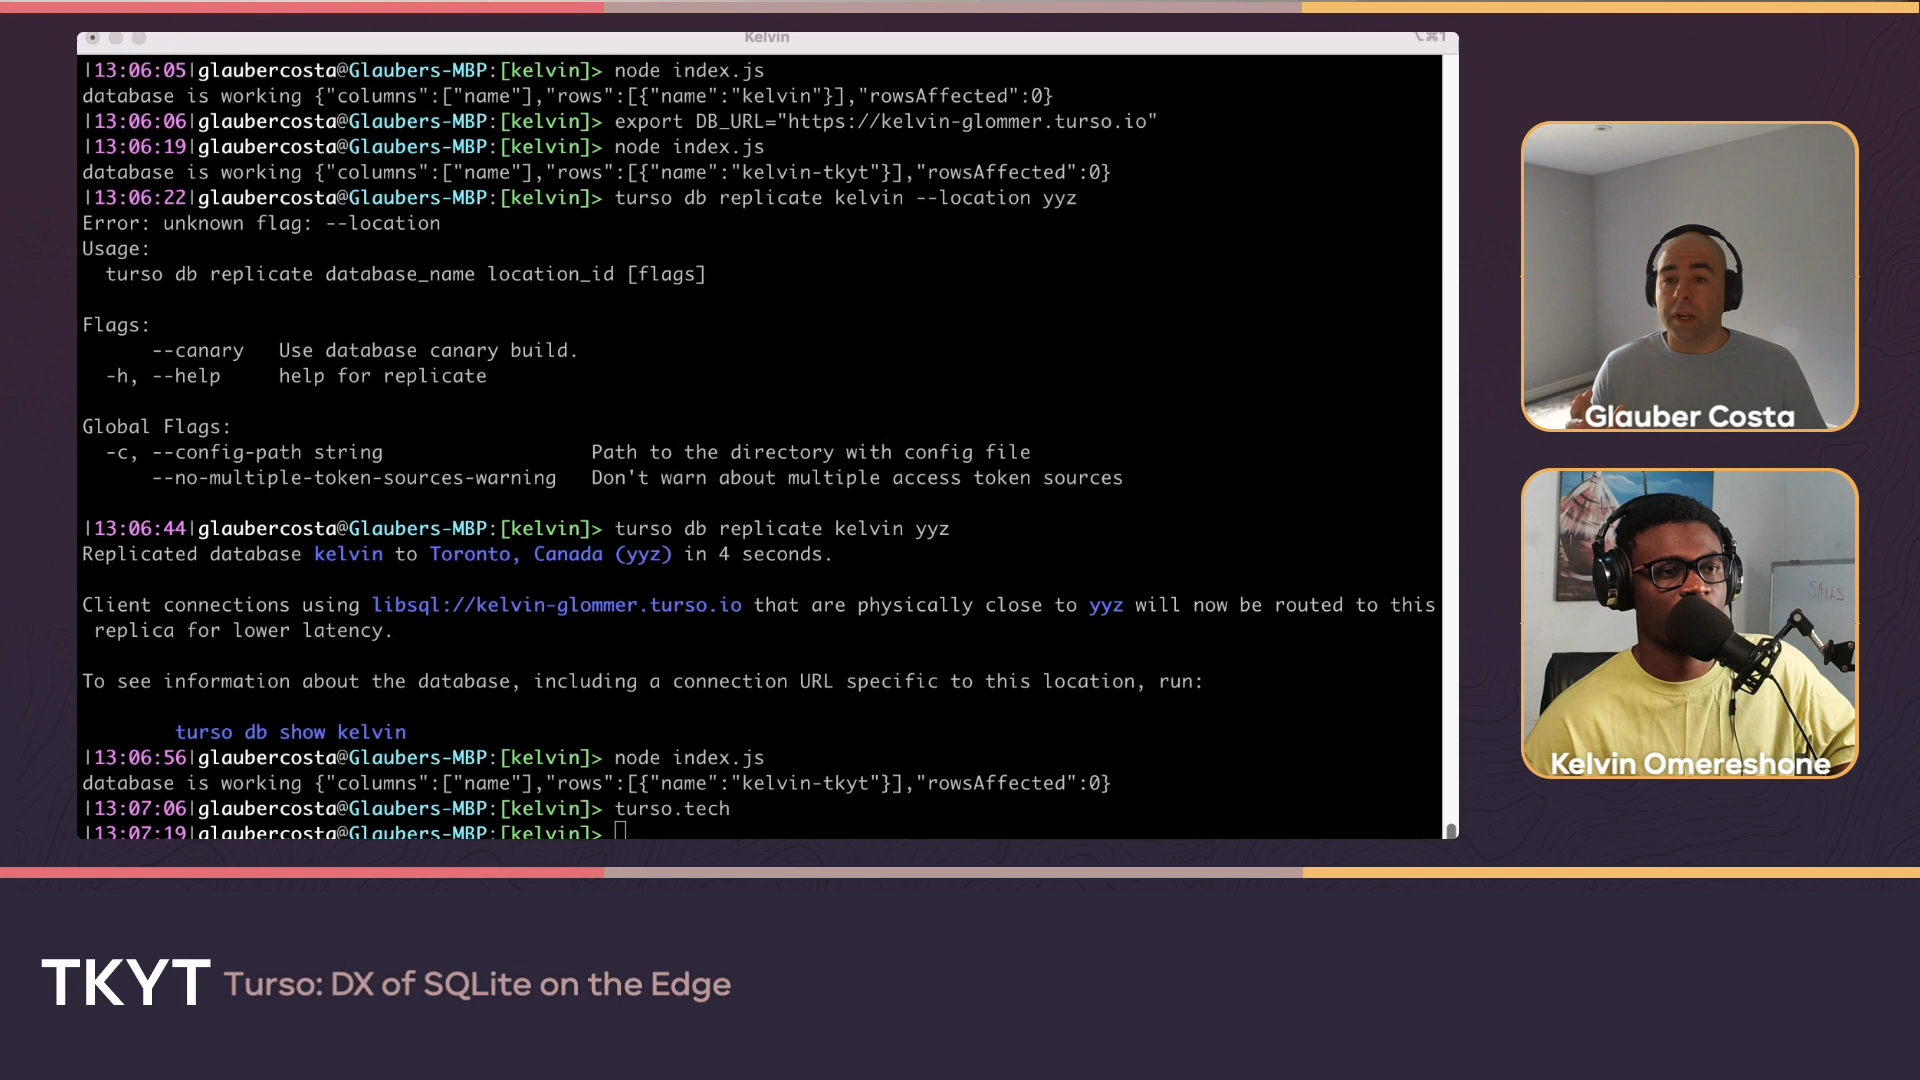 Kelvin
⌥⌘1
|13:06:05|glaubercosta@Glaubers-MBP:[kelvin]> node index.js
database is working {"columns":["name"],"rows":[{"name":"kelvin"}],"rowsAffected":0}
|13:06:06|glaubercosta@Glaubers-MBP:[kelvin]> export DB_URL="https://kelvin-glommer.turso.io"
|13:06:19|glaubercosta@Glaubers-MBP:[kelvin]> node index.js
database is working {"columns":["name"],"rows":[{"name":"kelvin-tkyt"}],"rowsAffected":0}
|13:06:22|glaubercosta@Glaubers-MBP:[kelvin]> turso db replicate kelvin --location yyz
Error: unknown flag: --location
Usage:
turso db replicate database_name location_id [flags]
Flags:
--canary Use database canary build.
-h, --help help for replicate
Global Flags:
-c, --config-path string Path to the directory with config file
--no-multiple-token-sources-warning Don't warn about multiple access token sources
|13:06:44|glaubercosta@Glaubers-MBP:[kelvin]> turso db replicate kelvin yyz
Replicated database kelvin to Toronto, Canada (yyz) in 4 seconds.
Client connections using libsql://kelvin-glommer.turso.io that are physically close to yyz will now be routed to this
replica for lower latency.
To see information about the database, including a connection URL specific to this location, run:
turso db show kelvin
|13:06:56|glaubercosta@Glaubers-MBP:[kelvin]> node index.js
database is working {"columns":["name"],"rows":[{"name":"kelvin-tkyt"}],"rowsAffected":0}
|13:07:06|glaubercosta@Glaubers-MBP:[kelvin]> turso.tech
|13:07:19|glaubercosta@Glaubers-MBP:[kelvin]>
Glauber Costa
SAILS
Kelvin Omereshone
TKYT Turso: DX of SQLite on the Edge